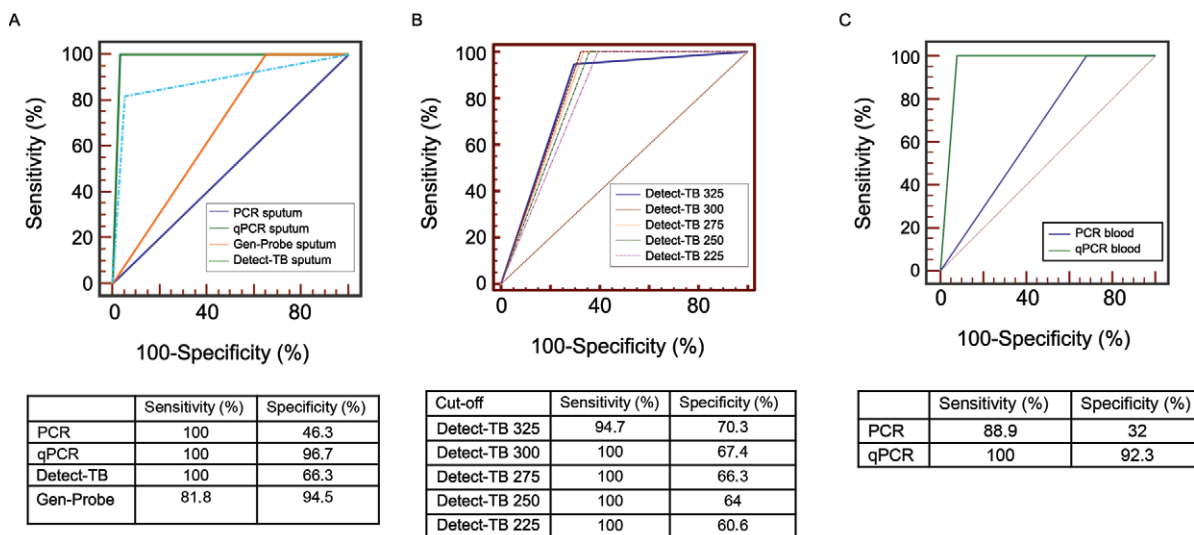 A
Sensitivity (%)
100
80
60
40
20
0
PCR sputum
qPCR sputum
Gen-Probe sputum
Detect-TB sputum
0 40 80
100-Specificity (%)
Sensitivity (%) Specificity (%)
PCR 100 46.3
qPCR 100 96.7
Detect-TB 100 66.3
Gen-Probe 81.8 94.5
B
Sensitivity (%)
100
80
60
40
20
0
Detect-TB 325
Detect-TB 300
Detect-TB 275
Detect-TB 250
Detect-TB 225
0 40 80
100-Specificity (%)
Cut-off Sensitivity (%) Specificity (%)
Detect-TB 325 94.7 70.3
Detect-TB 300 100 67.4
Detect-TB 275 100 66.3
Detect-TB 250 100 64
Detect-TB 225 100 60.6
C
Sensitivity (%)
100
80
60
40
20
0
PCR blood
qPCR blood
0 40 80
100-Specificity (%)
Sensitivity (%) Specificity (%)
PCR 88.9 32
qPCR 100 92.3